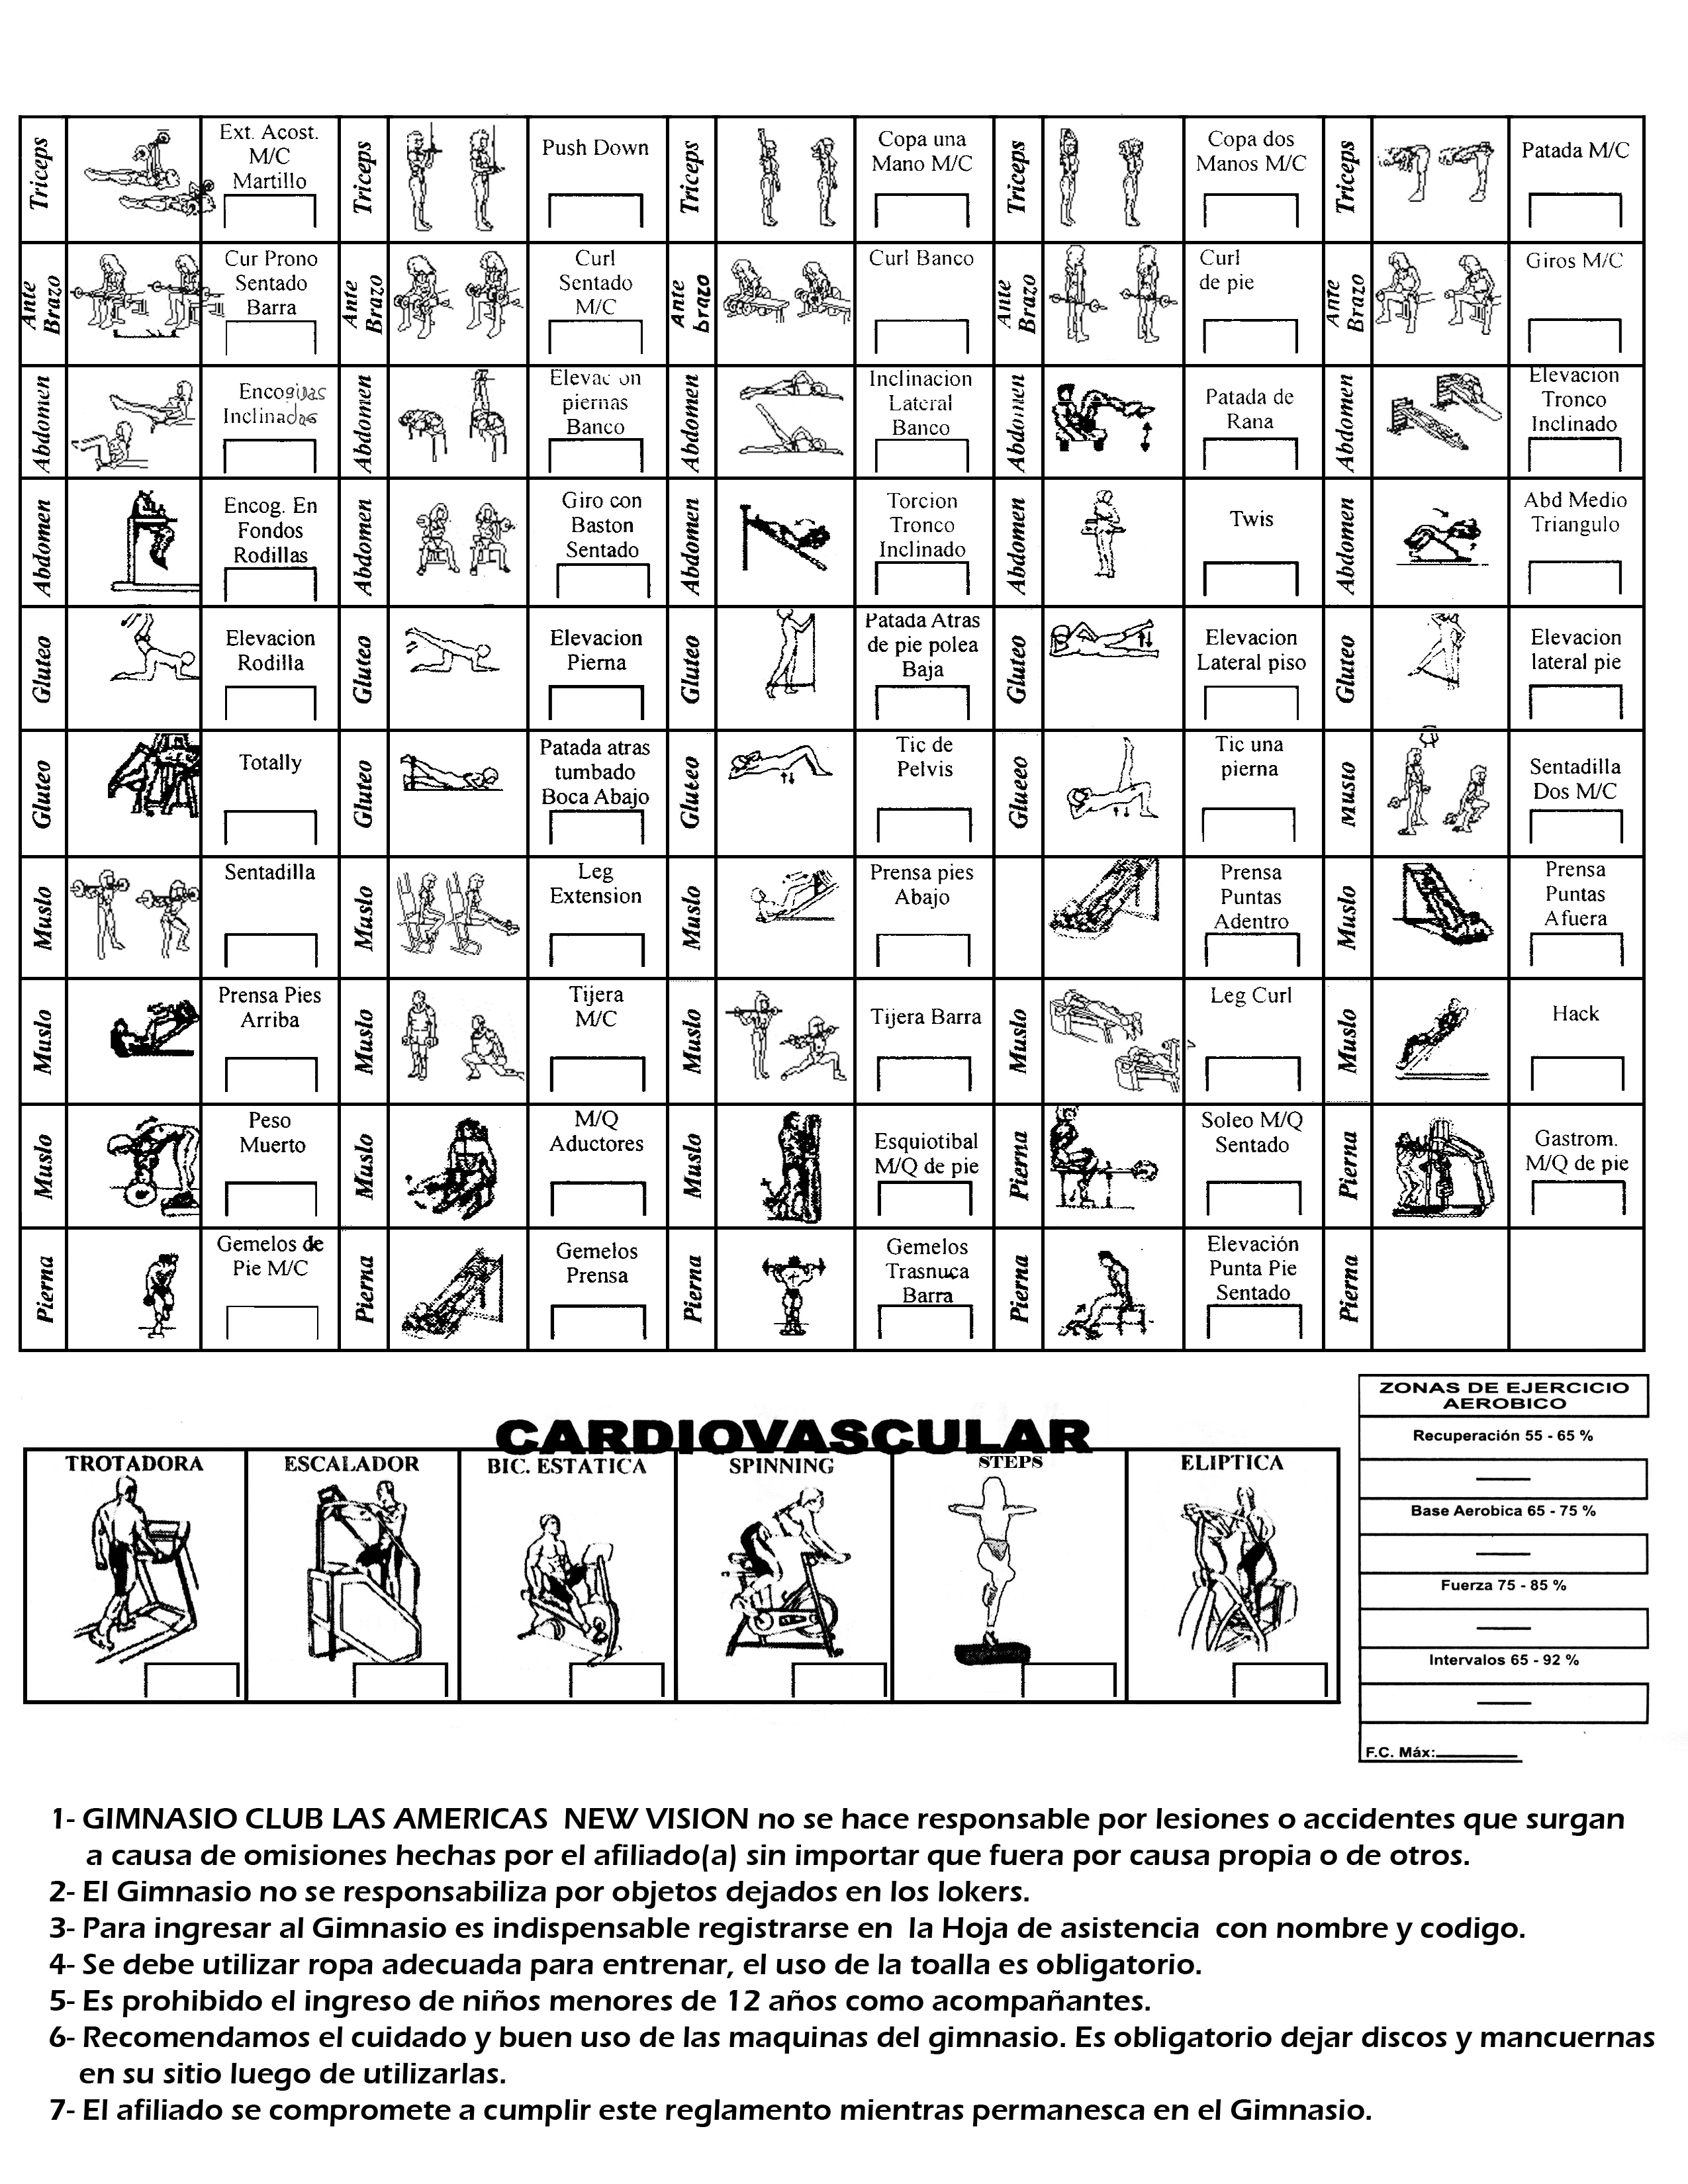 Triceps
Ext. Acost.
M/C
Martillo
Triceps
Push Down
Triceps
Copa una
Mano M/C
Triceps
Copa dos
Manos M/C
Triceps
Patada M/C
Ante
Brazo
Cur Prono
Sentado
Barra
Ante
Brazo
Curl
Sentado
M/C
Ante
brazo
Curl Banco
Ante
Brazo
Curl
de pie
Ante
Brazo
Giros M/C
Abdomen
Encogidas
Inclinadas
Abdomen
Elevac on
piernas
Banco
Abdomen
Inclinacion
Lateral
Banco
Abdomen
Patada de
Rana
Abdomen
Elevacion
Tronco
Inclinado
Abdomen
Encog. En
Fondos
Rodillas
Abdomen
Giro con
Baston
Sentado
Abdomen
Torcion
Tronco
Inclinado
Abdomen
Twis
Abdomen
Abd Medio
Triangulo
Gluteo
Elevacion
Rodilla
Gluteo
Elevacion
Pierna
Gluteo
Patada Atras
de pie polea
Baja
Gluteo
Elevacion
Lateral piso
Gluteo
Elevacion
lateral pie
Gluteo
Totally
Gluteo
Patada atras
tumbado
Boca Abajo
Gluteo
Tic de
Pelvis
Glueeo
Tic una
pierna
Muslo
Sentadilla
Dos M/C
Muslo
Sentadilla
Muslo
Leg
Extension
Muslo
Prensa pies
Abajo
Prensa
Puntas
Adentro
Muslo
Prensa
Puntas
Afuera
Muslo
Prensa Pies
Arriba
Muslo
Tijera
M/C
Muslo
Tijera Barra
Muslo
Leg Curl
Muslo
Hack
Muslo
Peso
Muerto
Muslo
M/Q
Aductores
Muslo
Esquiotibal
M/Q de pie
Pierna
Soleo M/Q
Sentado
Pierna
Gastrom.
M/Q de pie
Pierna
Gemelos de
Pie M/C
Pierna
Gemelos
Prensa
Pierna
Gemelos
Trasnuca
Barra
Pierna
Elevación
Punta Pie
Sentado
Pierna
CARDIOVASCULAR
TROTADORA
ESCALADOR
BIC. ESTATICA
SPINNING
STEPS
ELIPTICA
ZONAS DE EJERCICIO
AEROBICO
Recuperación 55 - 65 %
Base Aerobica 65 - 75 %
Fuerza 75 - 85 %
Intervalos 65 - 92 %
F.C. Máx:
1- GIMNASIO CLUB LAS AMERICAS NEW VISION no se hace responsable por lesiones o accidentes que surgan
a causa de omisiones hechas por el afiliado(a) sin importar que fuera por causa propia o de otros.
2- El Gimnasio no se responsabiliza por objetos dejados en los lokers.
3- Para ingresar al Gimnasio es indispensable registrarse en la Hoja de asistencia con nombre y codigo.
4- Se debe utilizar ropa adecuada para entrenar, el uso de la toalla es obligatorio.
5- Es prohibido el ingreso de niños menores de 12 años como acompañantes.
6- Recomendamos el cuidado y buen uso de las maquinas del gimnasio. Es obligatorio dejar discos y mancuernas
en su sitio luego de utilizarlas.
7- El afiliado se compromete a cumplir este reglamento mientras permanesca en el Gimnasio.